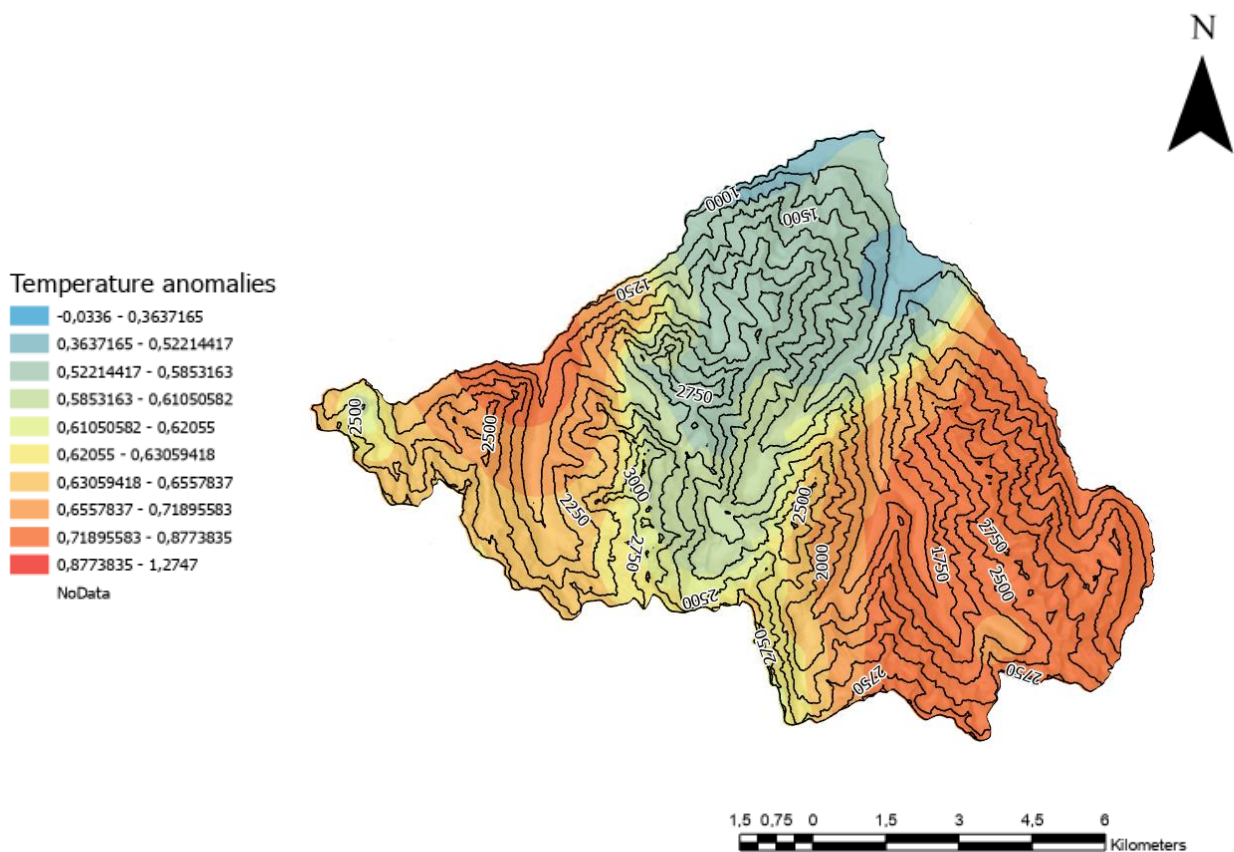 N
Temperature anomalies
-0,0336 - 0,3637165
0,3637165 - 0,52214417
0,52214417 - 0,5853163
0,5853163 - 0,61050582
0,61050582 - 0,62055
0,62055 - 0,63059418
0,63059418 - 0,6557837
0,6557837 - 0,71895583
0,71895583 - 0,8773835
0,8773835 - 1,2747
NoData
1000
1500
1250
2750
2500
2500
3000
2250
2500
2750
2000
2500
1750
2750
2500
2750
2750
2750
1,5 0,75 0 1,5 3 4,5 6
Kilometers